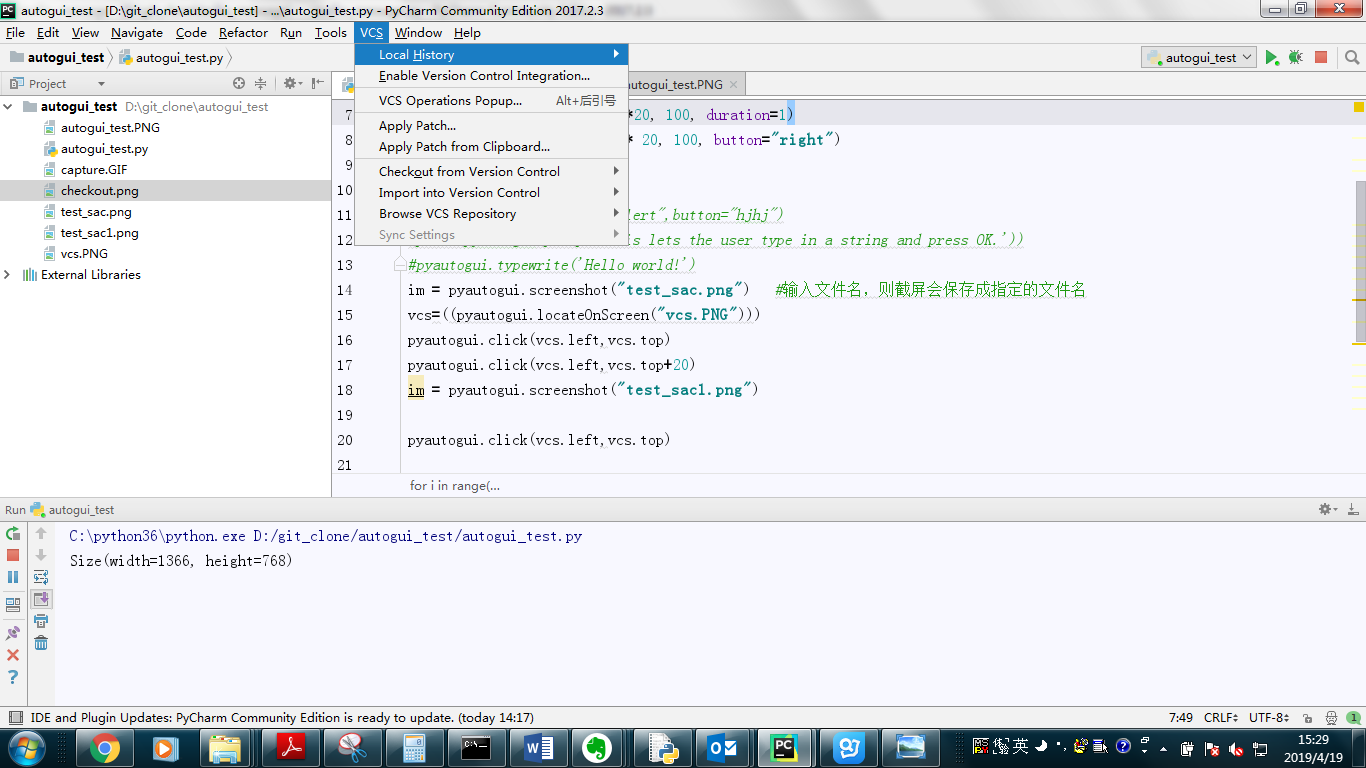 autogui_test - [D:\git_clone\autogui_test] - ...\autogui_test.py - PyCharm Community Edition 2017.2.3
File Edit View Navigate Code Refactor Run Tools VCS Window Help
autogui_test autogui_test.py autogui_test
Project
autogui_test.PNG
autogui_test D:\git_clone\autogui_test
autogui_test.PNG
autogui_test.py
capture.GIF
checkout.png
test_sac.png
test_sac1.png
vcs.PNG
External Libraries
Local History
Enable Version Control Integration...
VCS Operations Popup... Alt+后引号
Apply Patch...
Apply Patch from Clipboard...
Checkout from Version Control
Import into Version Control
Browse VCS Repository
Sync Settings
7 *20, 100, duration=1)
8 * 20, 100, button="right")
9
10
11 lert",button="hjhj")
12 is lets the user type in a string and press OK.'))
13 #pyautogui.typewrite('Hello world!')
14 im = pyautogui.screenshot("test_sac.png") #输入文件名，则截屏会保存成指定的文件名
15 vcs=((pyautogui.locateOnScreen("vcs.PNG")))
16 pyautogui.click(vcs.left,vcs.top)
17 pyautogui.click(vcs.left,vcs.top+20)
18 im = pyautogui.screenshot("test_sac1.png")
19
20 pyautogui.click(vcs.left,vcs.top)
21
for i in range(...
Run autogui_test
C:\python36\python.exe D:/git_clone/autogui_test/autogui_test.py
Size(width=1366, height=768)
IDE and Plugin Updates: PyCharm Community Edition is ready to update. (today 14:17) 7:49 CRLF UTF-8 1
英 15:29
2019/4/19